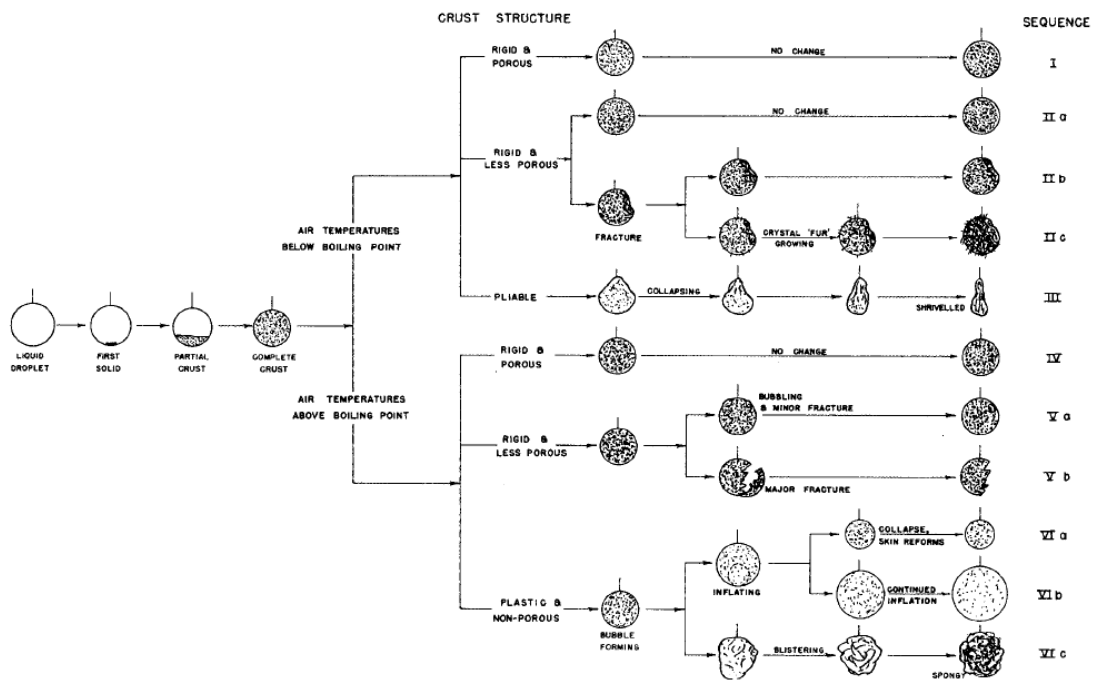 CRUST STRUCTURE
SEQUENCE
RIGID &
POROUS
NO CHANGE
I
NO CHANGE
II a
RIGID &
LESS POROUS
II b
FRACTURE
CRYSTAL 'FUR'
GROWING
II c
AIR TEMPERATURES
BELOW BOILING POINT
PLIABLE
COLLAPSING
SHRIVELLED
III
LIQUID
DROPLET
FIRST
SOLID
PARTIAL
CRUST
COMPLETE
CRUST
RIGID &
POROUS
NO CHANGE
IV
AIR TEMPERATURES
ABOVE BOILING POINT
BUBBLING
& MINOR FRACTURE
V a
RIGID &
LESS POROUS
MAJOR FRACTURE
V b
COLLAPSE,
SKIN REFORMS
VI a
INFLATING
CONTINUED
INFLATION
VI b
PLASTIC &
NON-POROUS
BUBBLE
FORMING
BLISTERING
SPONGY
VI c